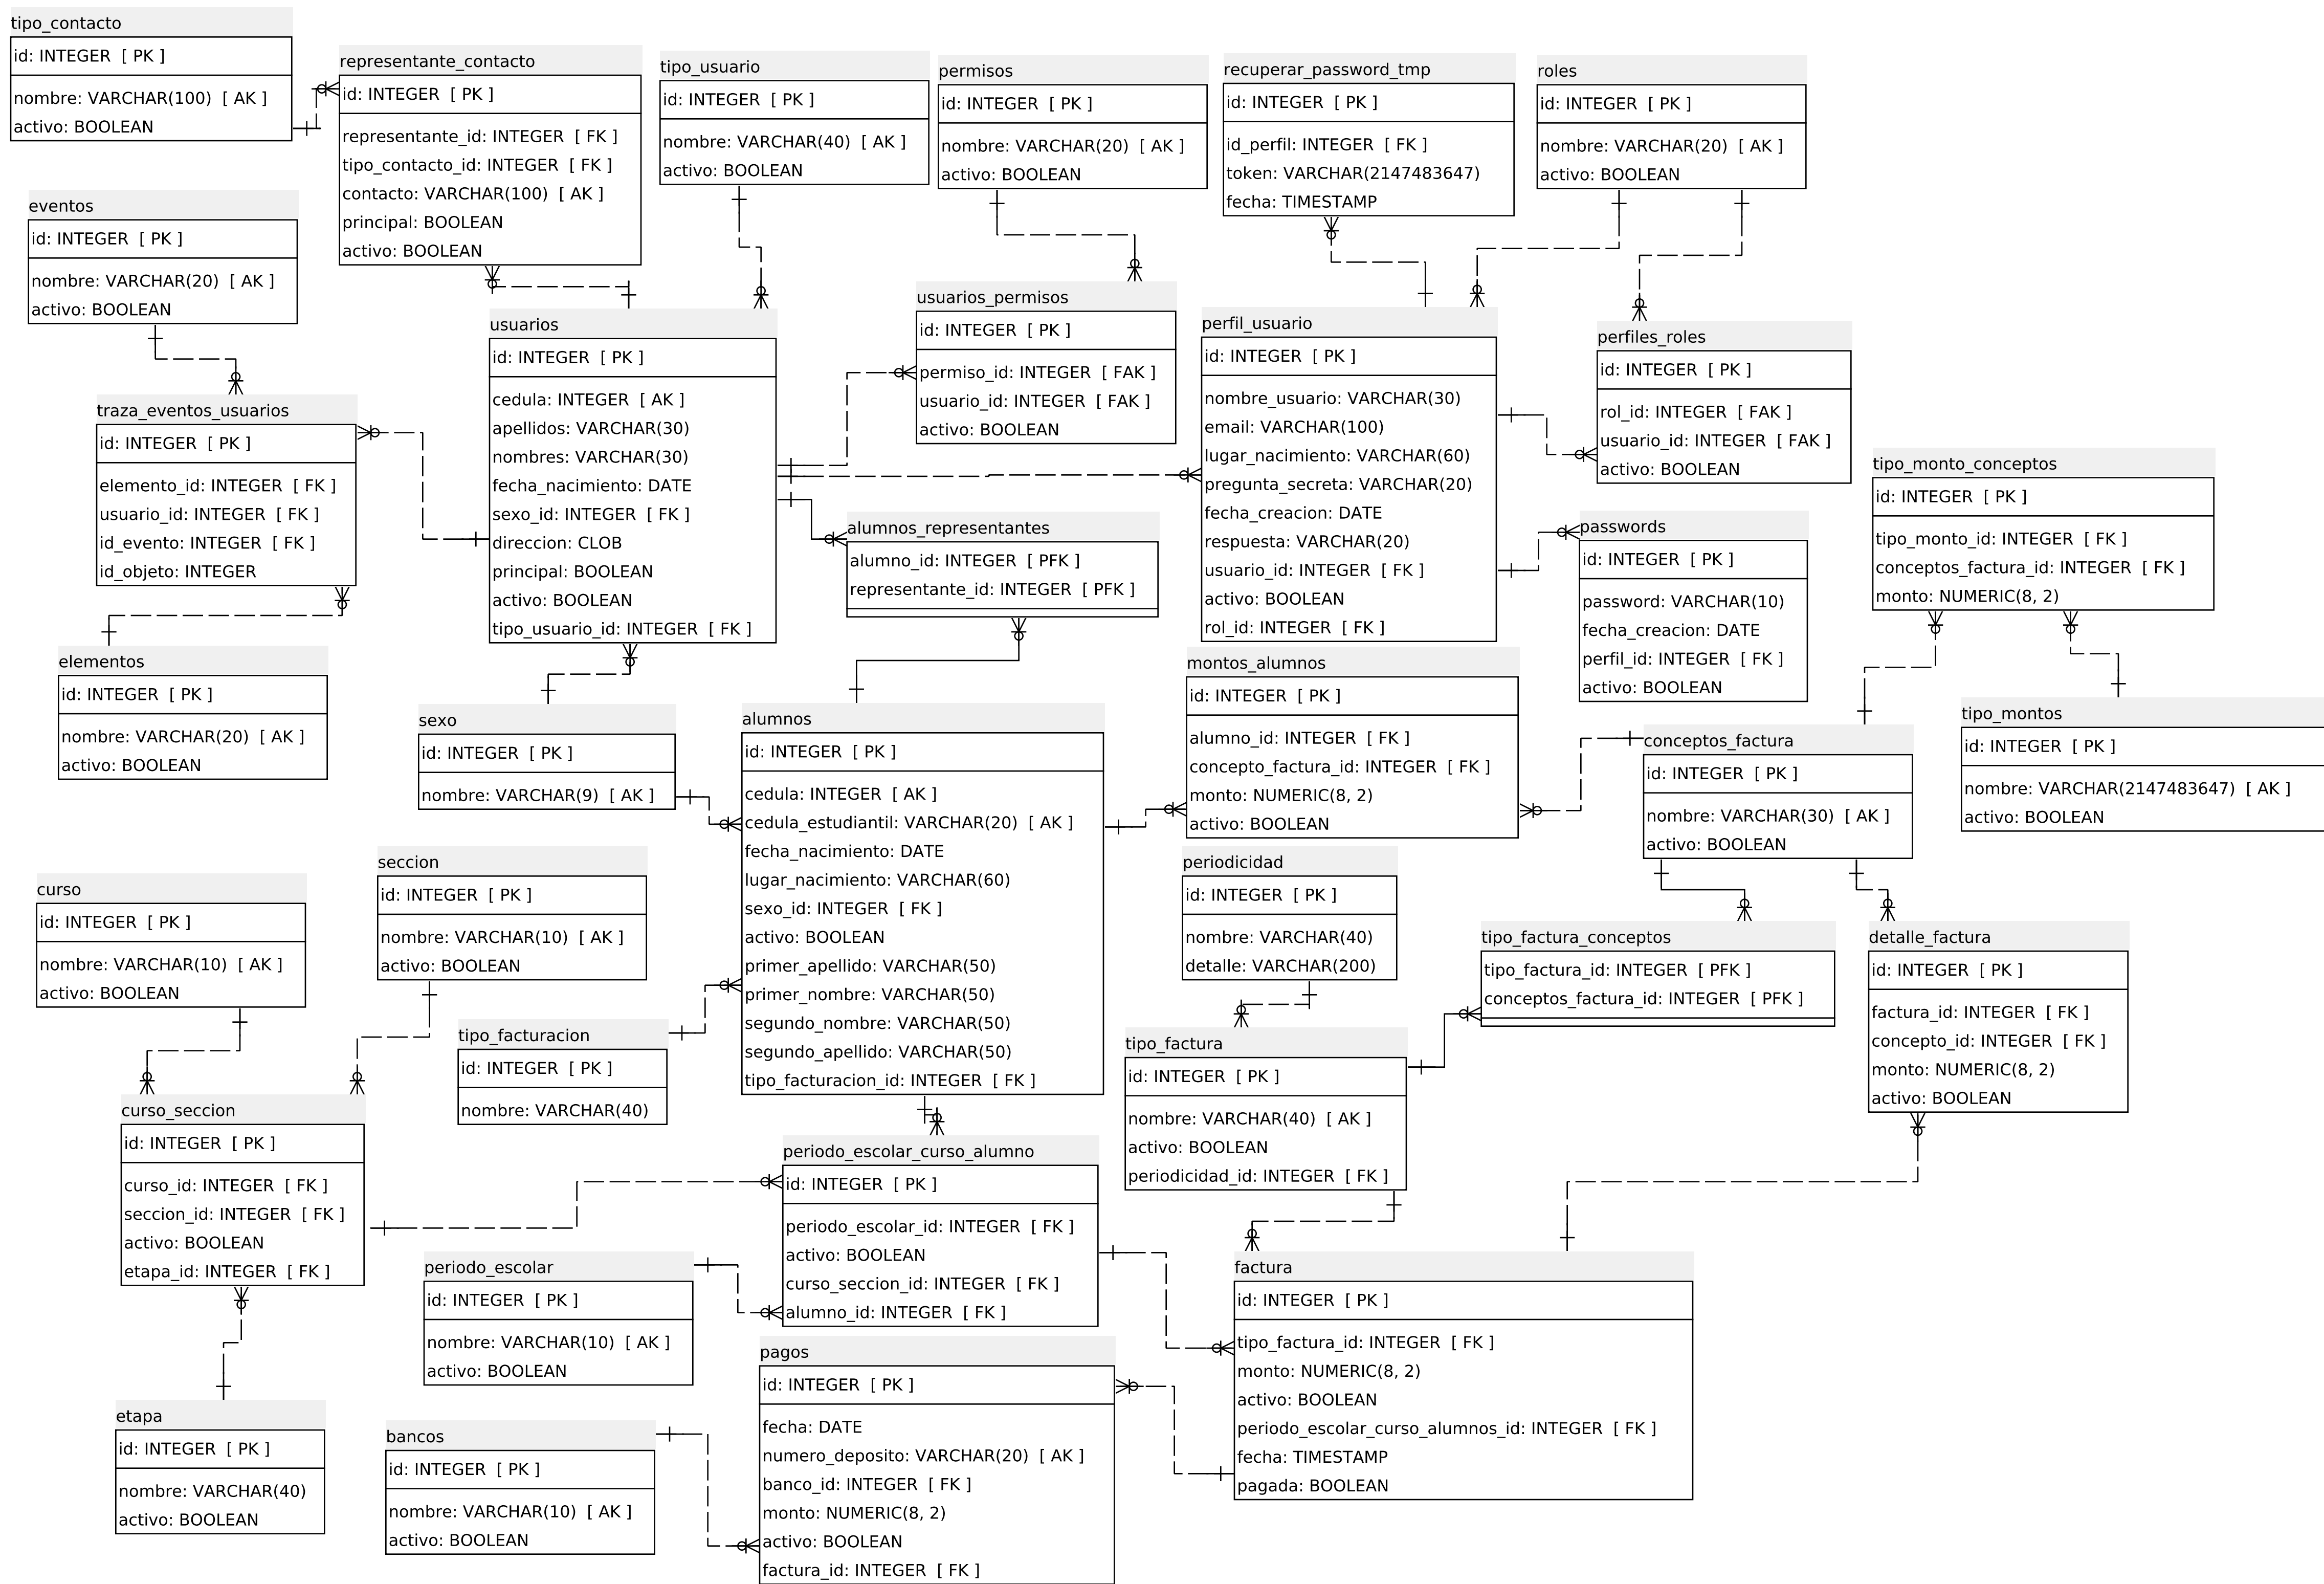 tipo_contacto
id: INTEGER [ PK ]
nombre: VARCHAR(100) [ AK ]
activo: BOOLEAN
representante_contacto
id: INTEGER [ PK ]
representante_id: INTEGER [ FK ]
tipo_contacto_id: INTEGER [ FK ]
contacto: VARCHAR(100) [ AK ]
principal: BOOLEAN
activo: BOOLEAN
tipo_usuario
id: INTEGER [ PK ]
nombre: VARCHAR(40) [ AK ]
activo: BOOLEAN
permisos
id: INTEGER [ PK ]
nombre: VARCHAR(20) [ AK ]
activo: BOOLEAN
recuperar_password_tmp
id: INTEGER [ PK ]
id_perfil: INTEGER [ FK ]
token: VARCHAR(2147483647)
fecha: TIMESTAMP
roles
id: INTEGER [ PK ]
nombre: VARCHAR(20) [ AK ]
activo: BOOLEAN
eventos
id: INTEGER [ PK ]
nombre: VARCHAR(20) [ AK ]
activo: BOOLEAN
usuarios
id: INTEGER [ PK ]
cedula: INTEGER [ AK ]
apellidos: VARCHAR(30)
nombres: VARCHAR(30)
fecha_nacimiento: DATE
sexo_id: INTEGER [ FK ]
direccion: CLOB
principal: BOOLEAN
activo: BOOLEAN
tipo_usuario_id: INTEGER [ FK ]
usuarios_permisos
id: INTEGER [ PK ]
permiso_id: INTEGER [ FAK ]
usuario_id: INTEGER [ FAK ]
activo: BOOLEAN
perfil_usuario
id: INTEGER [ PK ]
nombre_usuario: VARCHAR(30)
email: VARCHAR(100)
lugar_nacimiento: VARCHAR(60)
pregunta_secreta: VARCHAR(20)
fecha_creacion: DATE
respuesta: VARCHAR(20)
usuario_id: INTEGER [ FK ]
activo: BOOLEAN
rol_id: INTEGER [ FK ]
perfiles_roles
id: INTEGER [ PK ]
rol_id: INTEGER [ FAK ]
usuario_id: INTEGER [ FAK ]
activo: BOOLEAN
traza_eventos_usuarios
id: INTEGER [ PK ]
elemento_id: INTEGER [ FK ]
usuario_id: INTEGER [ FK ]
id_evento: INTEGER [ FK ]
id_objeto: INTEGER
tipo_monto_conceptos
id: INTEGER [ PK ]
tipo_monto_id: INTEGER [ FK ]
conceptos_factura_id: INTEGER [ FK ]
monto: NUMERIC(8, 2)
alumnos_representantes
alumno_id: INTEGER [ PFK ]
representante_id: INTEGER [ PFK ]
passwords
id: INTEGER [ PK ]
password: VARCHAR(10)
fecha_creacion: DATE
perfil_id: INTEGER [ FK ]
activo: BOOLEAN
elementos
id: INTEGER [ PK ]
nombre: VARCHAR(20) [ AK ]
activo: BOOLEAN
sexo
id: INTEGER [ PK ]
nombre: VARCHAR(9) [ AK ]
alumnos
id: INTEGER [ PK ]
cedula: INTEGER [ AK ]
cedula_estudiantil: VARCHAR(20) [ AK ]
fecha_nacimiento: DATE
lugar_nacimiento: VARCHAR(60)
sexo_id: INTEGER [ FK ]
activo: BOOLEAN
primer_apellido: VARCHAR(50)
primer_nombre: VARCHAR(50)
segundo_nombre: VARCHAR(50)
segundo_apellido: VARCHAR(50)
tipo_facturacion_id: INTEGER [ FK ]
montos_alumnos
id: INTEGER [ PK ]
alumno_id: INTEGER [ FK ]
concepto_factura_id: INTEGER [ FK ]
monto: NUMERIC(8, 2)
activo: BOOLEAN
conceptos_factura
id: INTEGER [ PK ]
nombre: VARCHAR(30) [ AK ]
activo: BOOLEAN
tipo_montos
id: INTEGER [ PK ]
nombre: VARCHAR(2147483647) [ AK ]
activo: BOOLEAN
curso
id: INTEGER [ PK ]
nombre: VARCHAR(10) [ AK ]
activo: BOOLEAN
seccion
id: INTEGER [ PK ]
nombre: VARCHAR(10) [ AK ]
activo: BOOLEAN
periodicidad
id: INTEGER [ PK ]
nombre: VARCHAR(40)
detalle: VARCHAR(200)
tipo_factura_conceptos
tipo_factura_id: INTEGER [ PFK ]
conceptos_factura_id: INTEGER [ PFK ]
detalle_factura
id: INTEGER [ PK ]
factura_id: INTEGER [ FK ]
concepto_id: INTEGER [ FK ]
monto: NUMERIC(8, 2)
activo: BOOLEAN
tipo_facturacion
id: INTEGER [ PK ]
nombre: VARCHAR(40)
tipo_factura
id: INTEGER [ PK ]
nombre: VARCHAR(40) [ AK ]
activo: BOOLEAN
periodicidad_id: INTEGER [ FK ]
curso_seccion
id: INTEGER [ PK ]
curso_id: INTEGER [ FK ]
seccion_id: INTEGER [ FK ]
activo: BOOLEAN
etapa_id: INTEGER [ FK ]
periodo_escolar_curso_alumno
id: INTEGER [ PK ]
periodo_escolar_id: INTEGER [ FK ]
activo: BOOLEAN
curso_seccion_id: INTEGER [ FK ]
alumno_id: INTEGER [ FK ]
periodo_escolar
id: INTEGER [ PK ]
nombre: VARCHAR(10) [ AK ]
activo: BOOLEAN
factura
id: INTEGER [ PK ]
tipo_factura_id: INTEGER [ FK ]
monto: NUMERIC(8, 2)
activo: BOOLEAN
periodo_escolar_curso_alumnos_id: INTEGER [ FK ]
fecha: TIMESTAMP
pagada: BOOLEAN
pagos
id: INTEGER [ PK ]
fecha: DATE
numero_deposito: VARCHAR(20) [ AK ]
banco_id: INTEGER [ FK ]
monto: NUMERIC(8, 2)
activo: BOOLEAN
factura_id: INTEGER [ FK ]
etapa
id: INTEGER [ PK ]
nombre: VARCHAR(40)
activo: BOOLEAN
bancos
id: INTEGER [ PK ]
nombre: VARCHAR(10) [ AK ]
activo: BOOLEAN